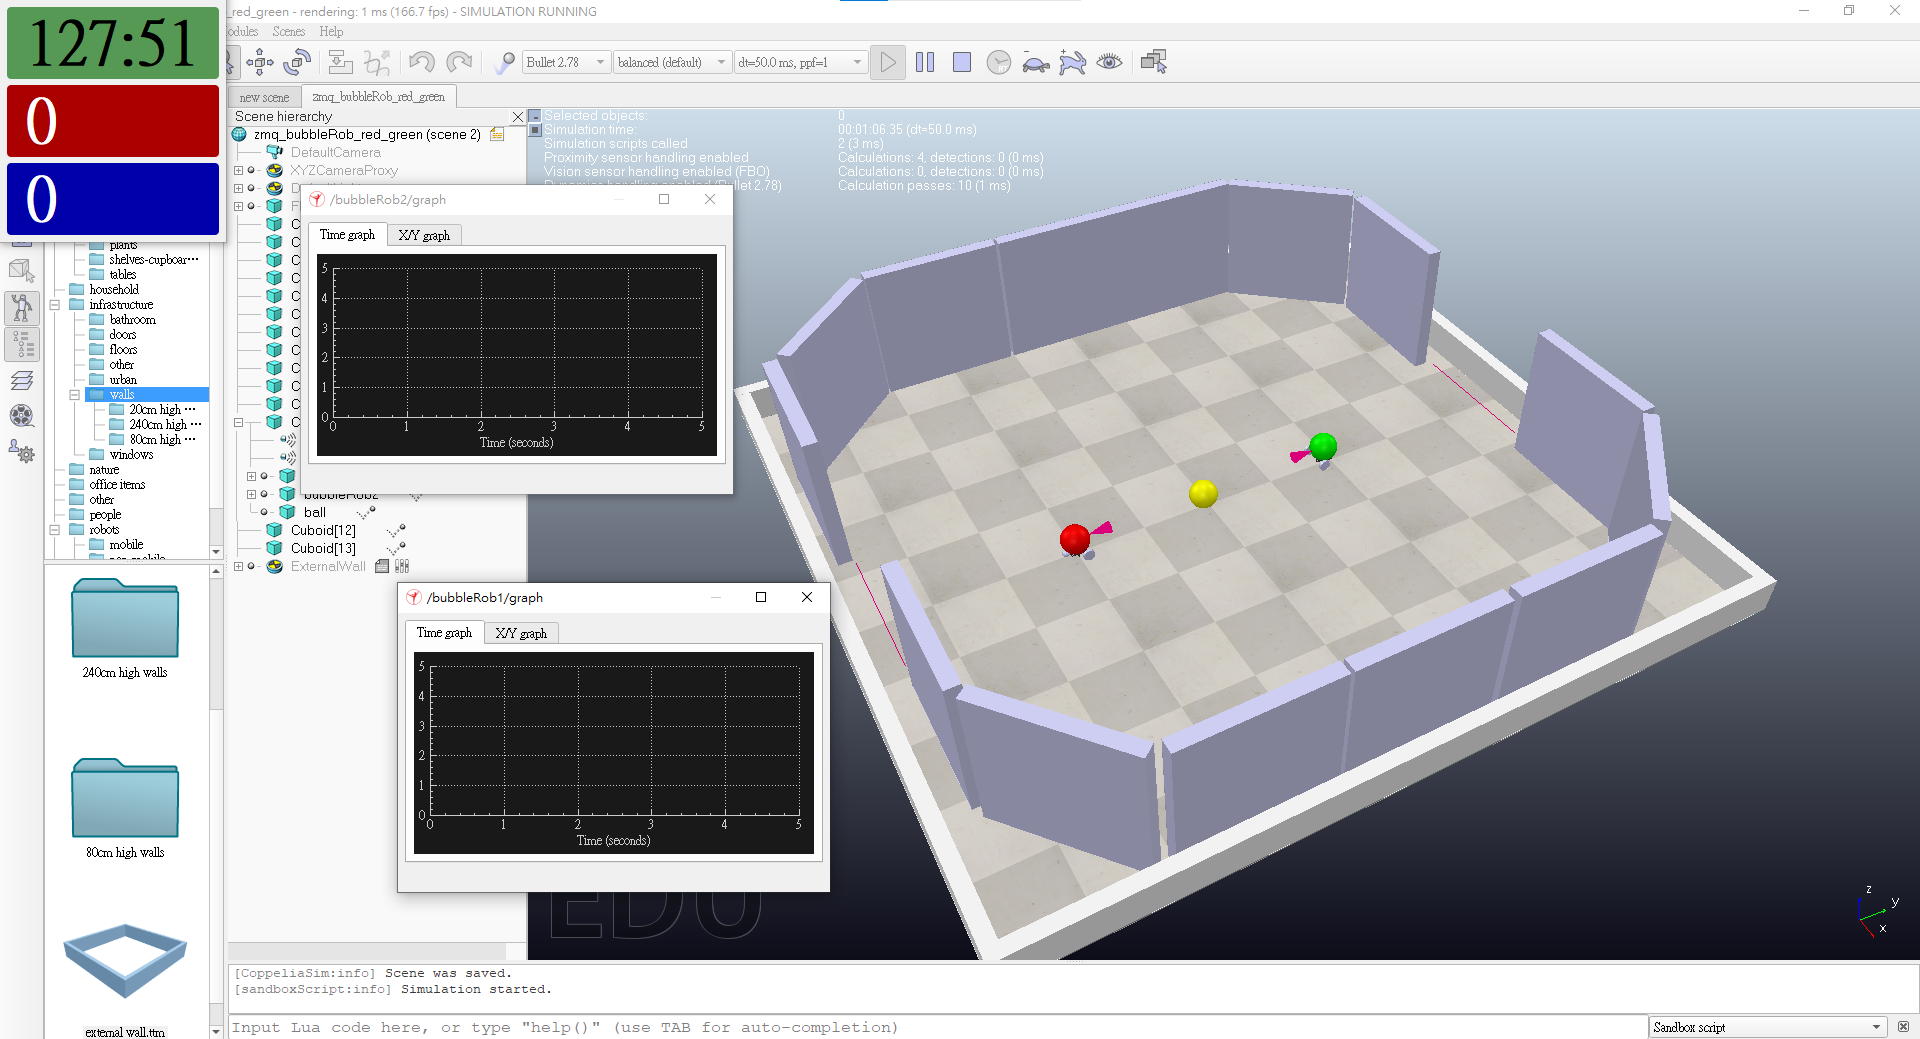 127:51
0
0
_red_green - rendering: 1 ms (166.7 fps) - SIMULATION RUNNING
odules Scenes Help
Bullet 2.78
balanced (default)
dt=50.0 ms, ppf=1
new scene
zmq_bubbleRob_red_green
Scene hierarchy
zmq_bubbleRob_red_green (scene 2)
DefaultCamera
XYZCameraProxy
D
F
C
C
C
C
C
C
C
C
C
C
C
C
bubbleRob2
ball
Cuboid[12]
Cuboid[13]
ExternalWall
plants
shelves-cupboar···
tables
household
infrastructure
bathroom
doors
floors
other
urban
walls
20cm high ···
240cm high ···
80cm high ···
windows
nature
office items
other
people
robots
mobile
240cm high walls
80cm high walls
external wall.ttm
Selected objects: 0
Simulation time: 00:01:06.35 (dt=50.0 ms)
Simulation scripts called 2 (3 ms)
Proximity sensor handling enabled Calculations: 4, detections: 0 (0 ms)
Vision sensor handling enabled (FBO) Calculations: 0, detections: 0 (0 ms)
Dynamics handling enabled (Bullet 2.78) Calculation passes: 10 (1 ms)
/bubbleRob2/graph
Time graph X/Y graph
5
4
3
2
1
0
0 1 2 3 4 5
Time (seconds)
/bubbleRob1/graph
Time graph X/Y graph
5
4
3
2
1
0
0 1 2 3 4 5
Time (seconds)
EDU
z
y
x
[CoppeliaSim:info] Scene was saved.
[sandboxScript:info] Simulation started.
Input Lua code here, or type "help()" (use TAB for auto-completion)
Sandbox script